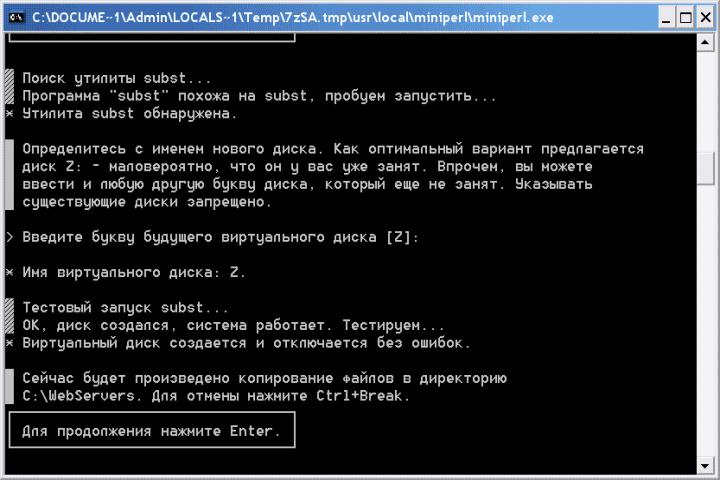 C:\DOCUME~1\Admin\LOCALS~1\Temp\7zSA.tmp\usr\local\miniperl\miniperl.exe
Поиск утилиты subst...
Программа "subst" похожа на subst, пробуем запустить...
* Утилита subst обнаружена.
Определитесь с именем нового диска. Как оптимальный вариант предлагается
диск Z: - маловероятно, что он у вас уже занят. Впрочем, вы можете
ввести и любую другую букву диска, который еще не занят. Указывать
существующие диски запрещено.
> Введите букву будущего виртуального диска [Z]:
* Имя виртуального диска: Z.
Тестовый запуск subst...
OK, диск создался, система работает. Тестируем...
* Виртуальный диск создается и отключается без ошибок.
Сейчас будет произведено копирование файлов в директорию
C:\WebServers. Для отмены нажмите Ctrl+Break.
Для продолжения нажмите Enter.